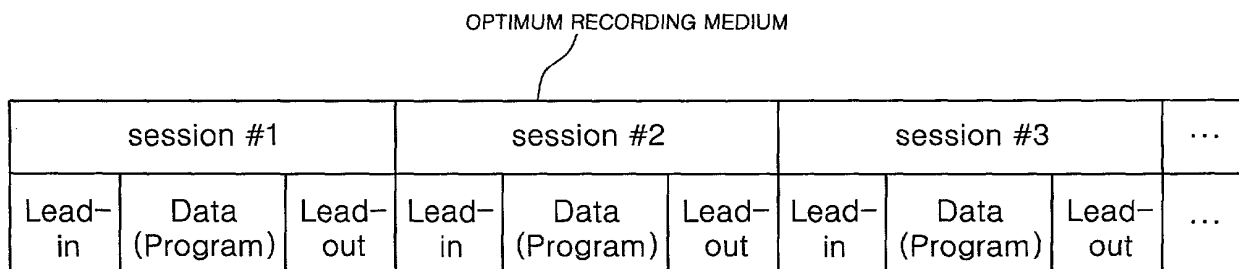 OPTIMUM RECORDING MEDIUM
session #1 session #2 session #3 ...
Lead- Data Lead- Lead- Data Lead- Lead- Data Lead- ...
in (Program) out in (Program) out in (Program) out